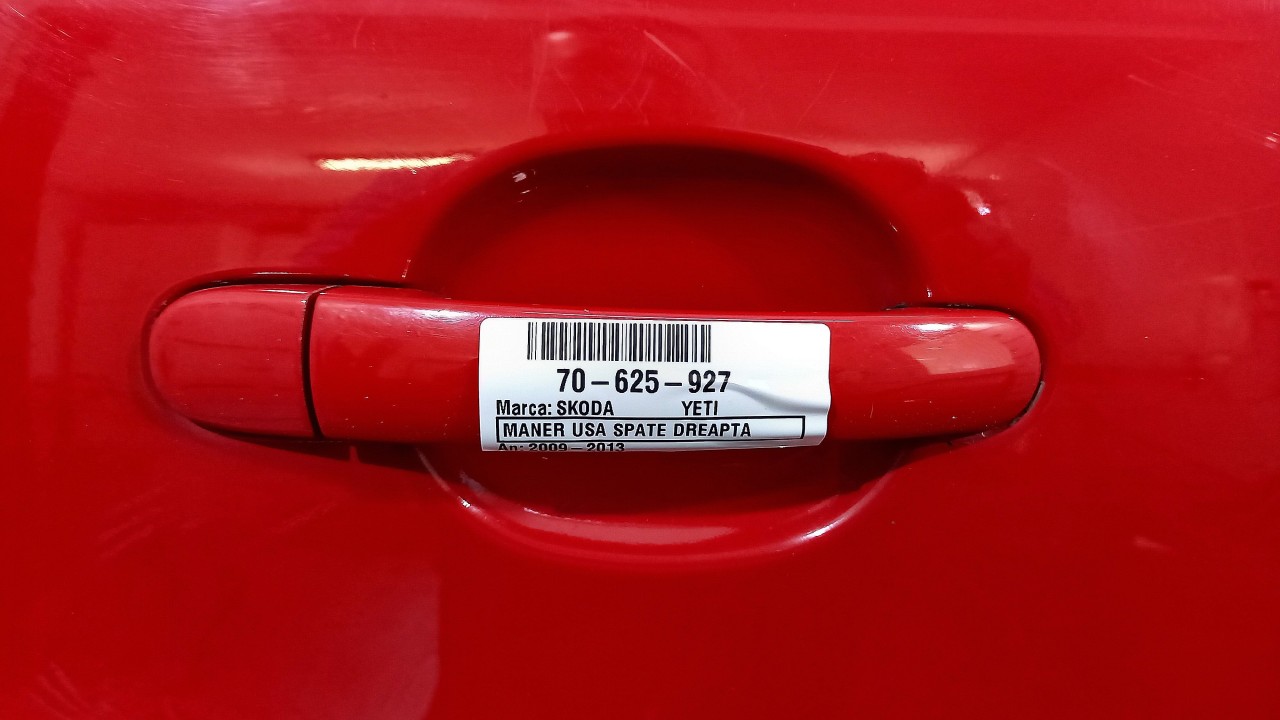 70-625-927
Marca: SKODA YETI
MANER USA SPATE DREAPTA
An: 2009-2013